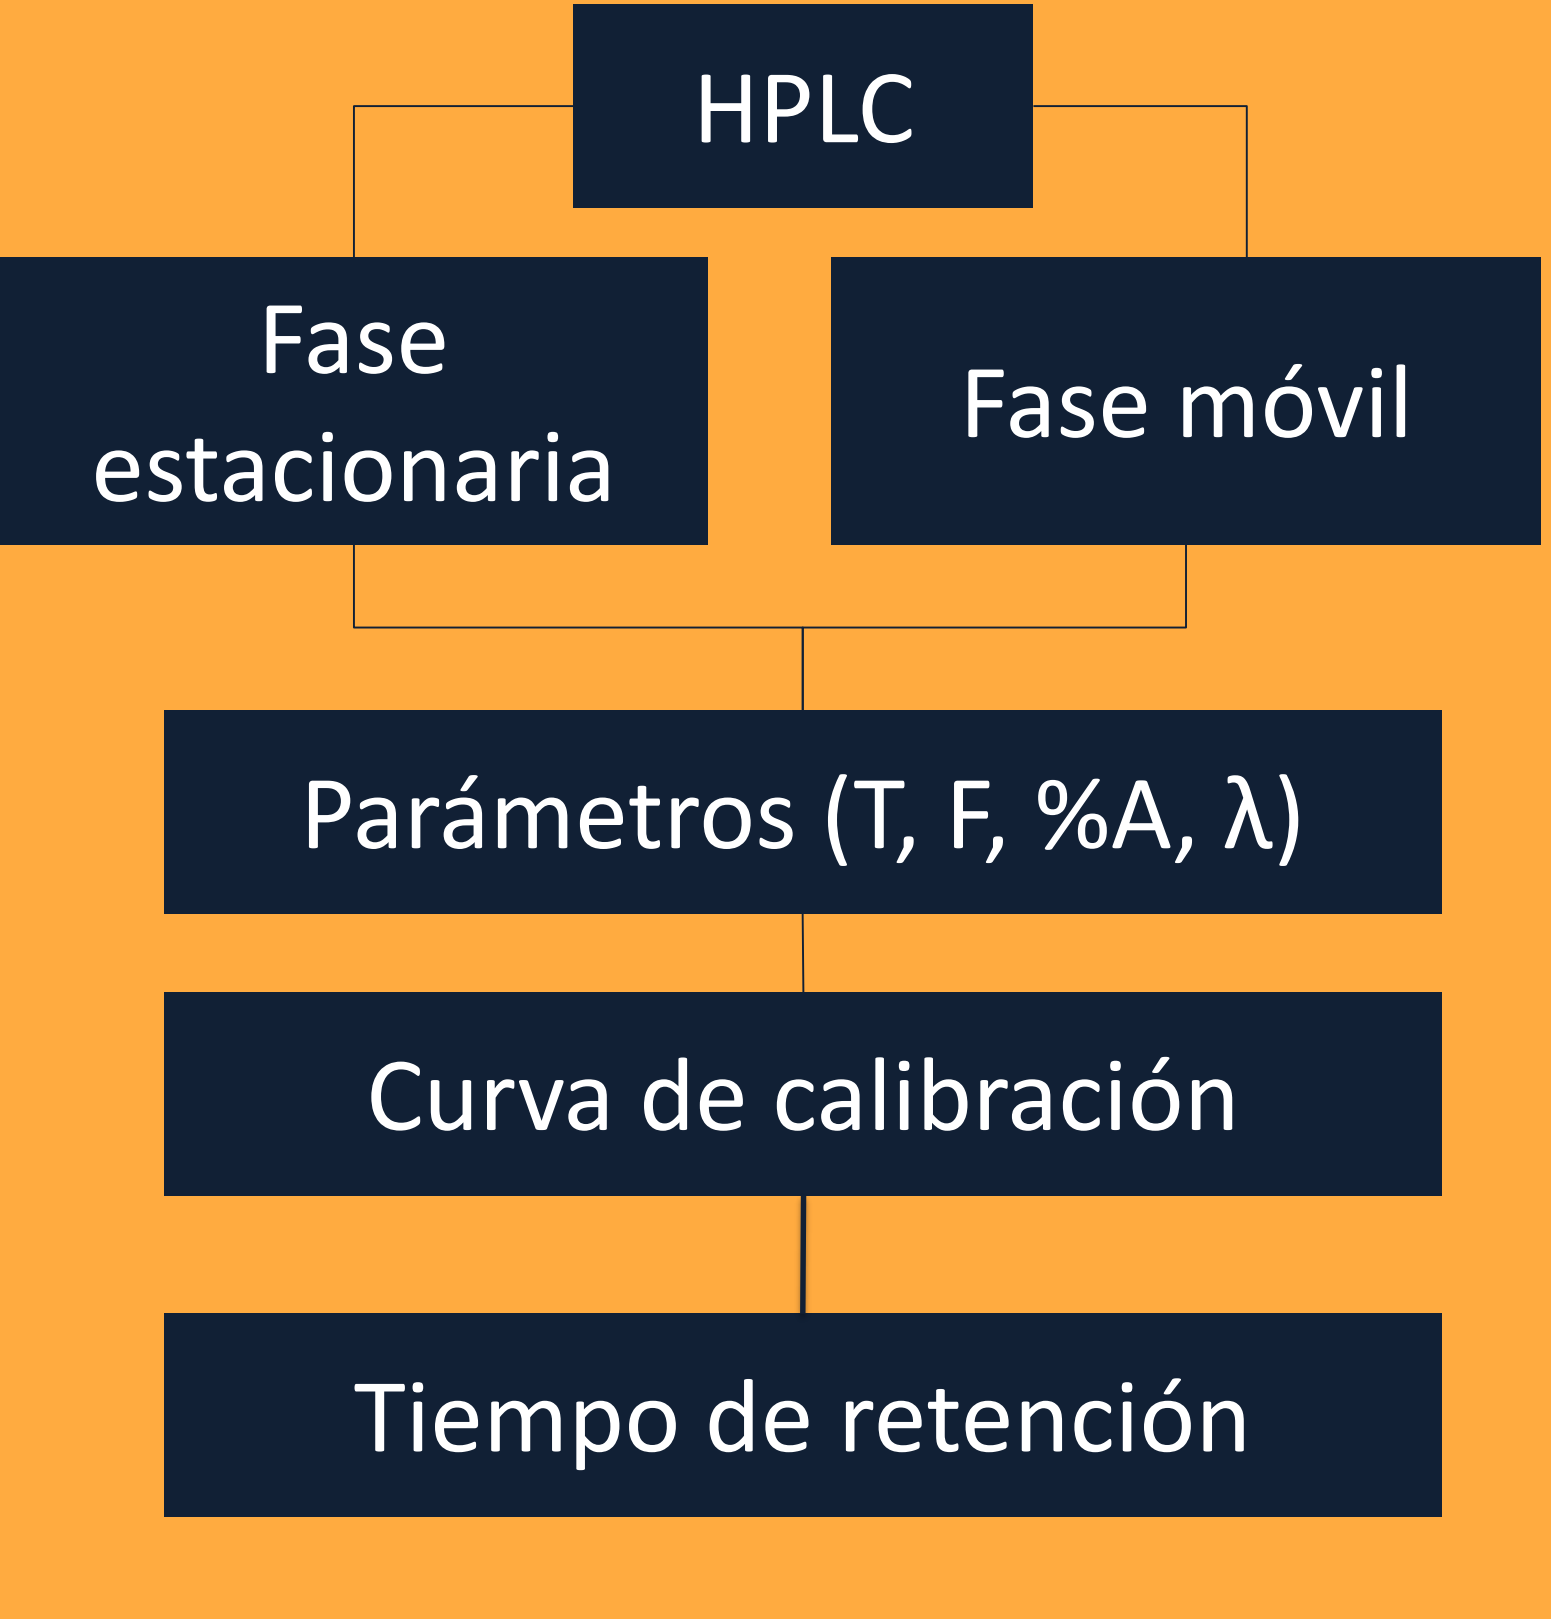 HPLC
Fase
estacionaria
Fase móvil
Parámetros (T, F, %A, λ)
Curva de calibración
Tiempo de retención